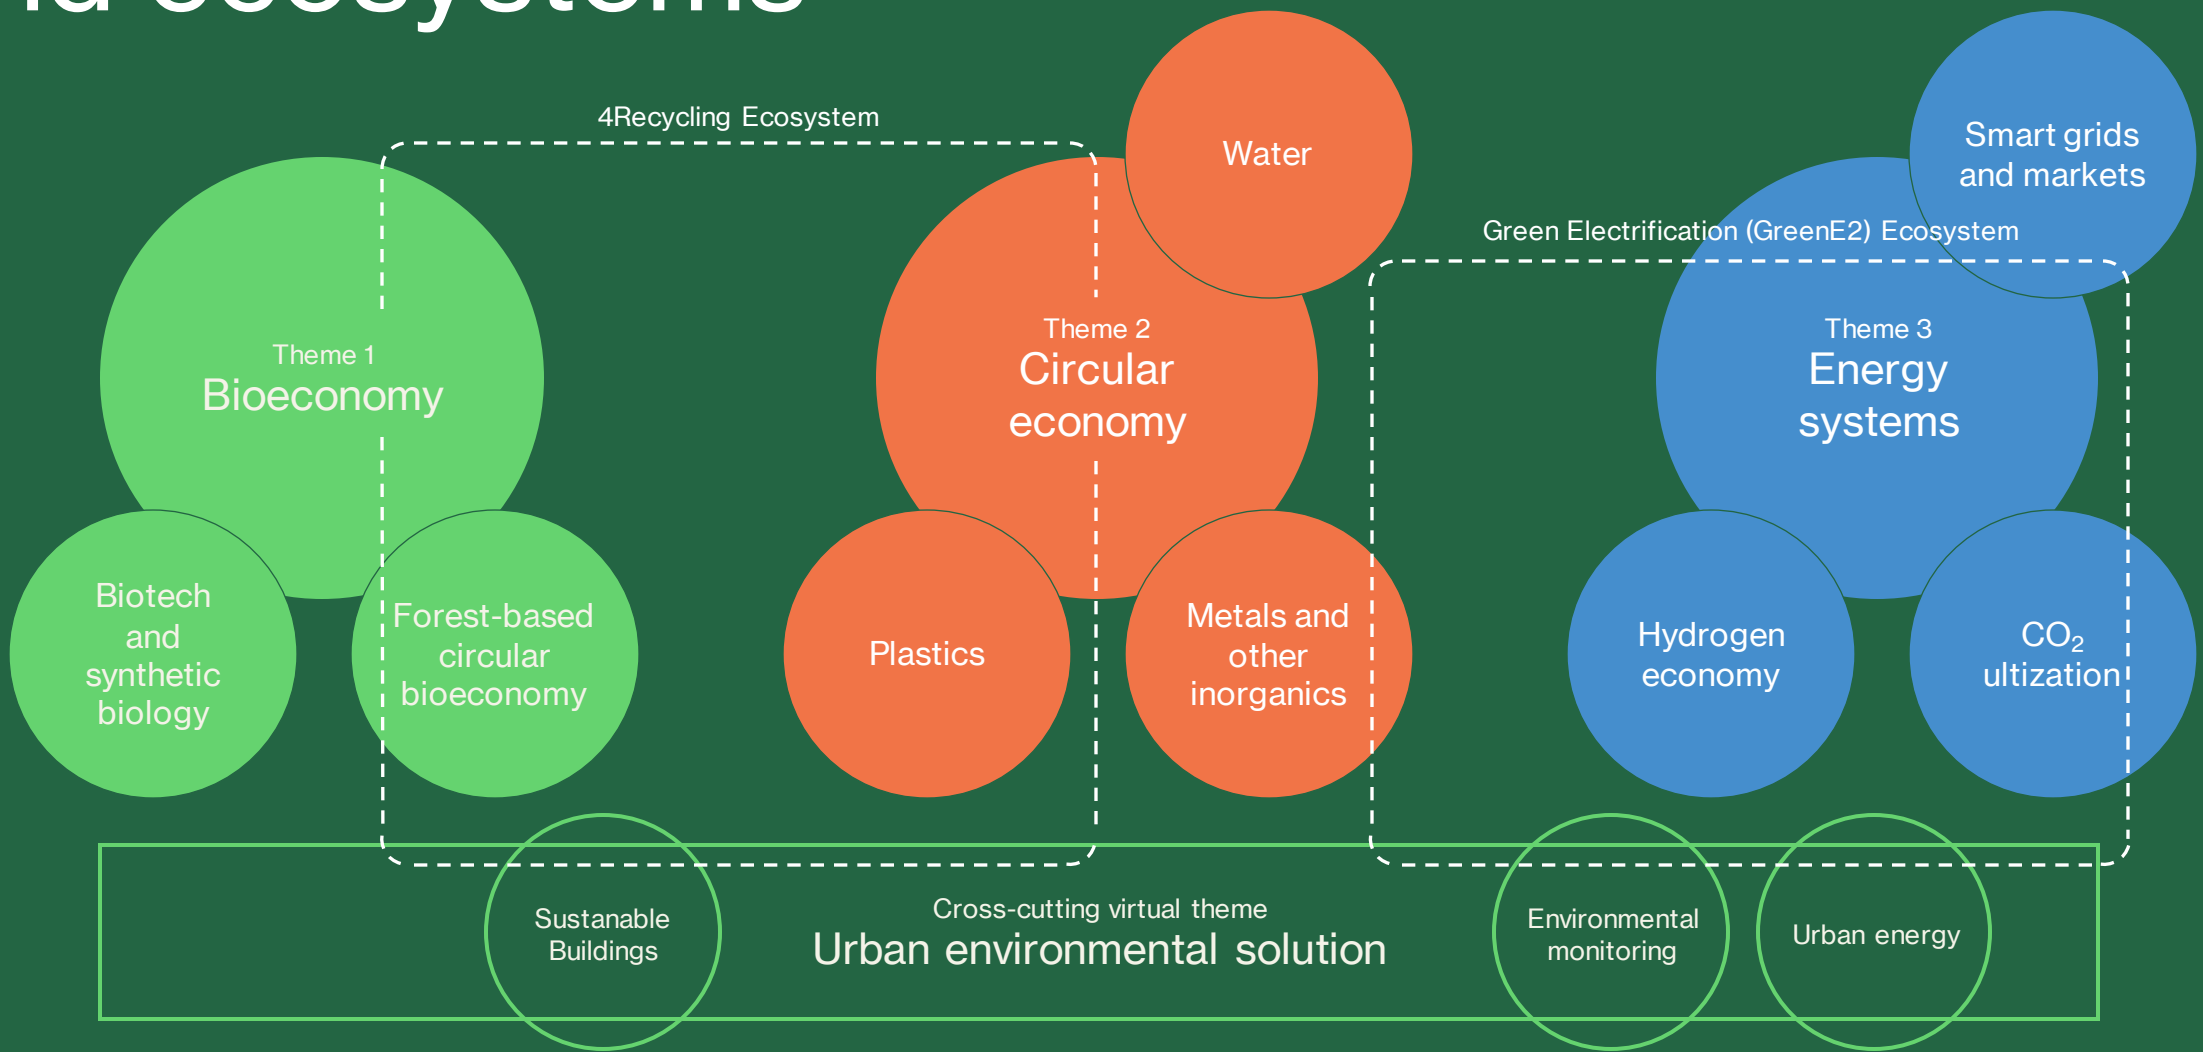 ecosystems
4Recycling Ecosystem
Water
Smart grids
and markets
Green Electrification (GreenE2) Ecosystem
Theme 1
Bioeconomy
Theme 2
Circular
economy
Theme 3
Energy
systems
Biotech
and
synthetic
biology
Forest-based
circular
bioeconomy
Plastics
Metals and
other
inorganics
Hydrogen
economy
CO₂
ultization
Sustanable
Buildings
Cross-cutting virtual theme
Urban environmental solution
Environmental
monitoring
Urban energy